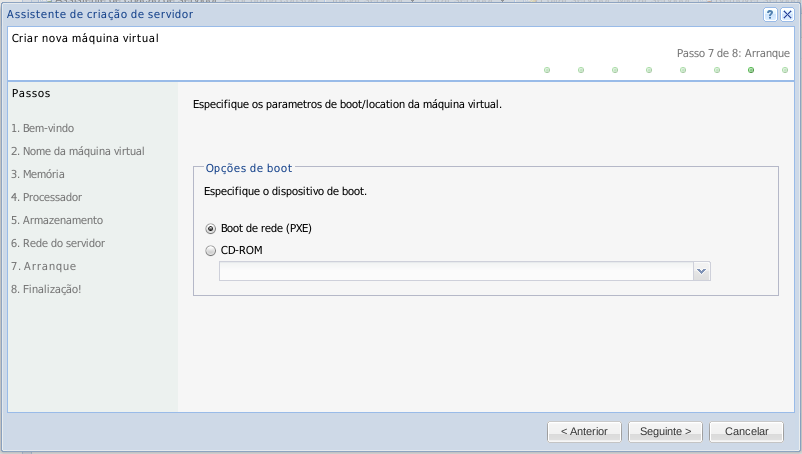 Assistente de criação de servidor
Criar nova máquina virtual
Passo 7 de 8: Arranque
Passos
1. Bem-vindo
2. Nome da máquina virtual
3. Memória
4. Processador
5. Armazenamento
6. Rede do servidor
7. Arranque
8. Finalização!
Especifique os parametros de boot/location da máquina virtual.
Opções de boot
Especifique o dispositivo de boot.
Boot de rede (PXE)
CD-ROM
< Anterior
Seguinte >
Cancelar